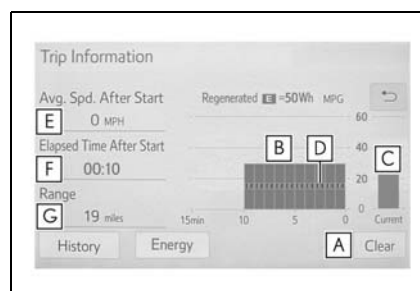 Trip Information
Avg. Spd. After Start
Regenerated E =50Wh MPG
E 0 MPH
60
Elapsed Time After Start
B D
40
C
F 00:10
20
Range
0
G 19 miles
15min 10 5 0 Current
History Energy A Clear